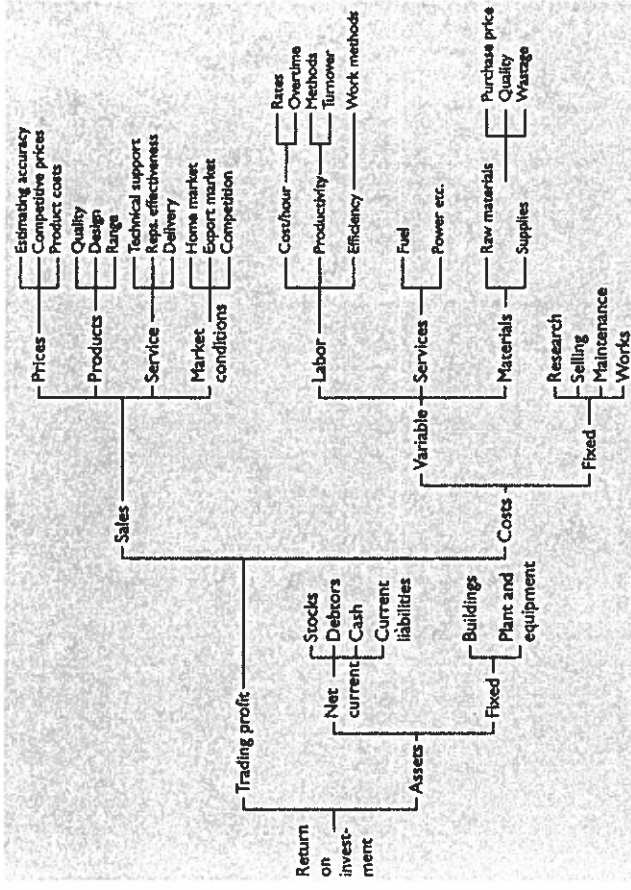 Return
on
invest-
ment
Trading profit
Sales
Prices
Estimating accuracy
Competitive prices
Product costs
Products
Quality
Design
Range
Service
Technical support
Reps. effectiveness
Delivery
Market
conditions
Home market
Export market
Competition
Costs
Variable
Labor
Cost/hour
Rates
Overtime
Productivity
Methods
Turnover
Efficiency
Work methods
Services
Fuel
Power etc.
Materials
Raw materials
Purchase price
Quality
Wastage
Supplies
Fixed
Research
Selling
Maintenance
Works
Assets
Net
current
Stocks
Debtors
Cash
Current
liabilities
Fixed
Buildings
Plant and
equipment